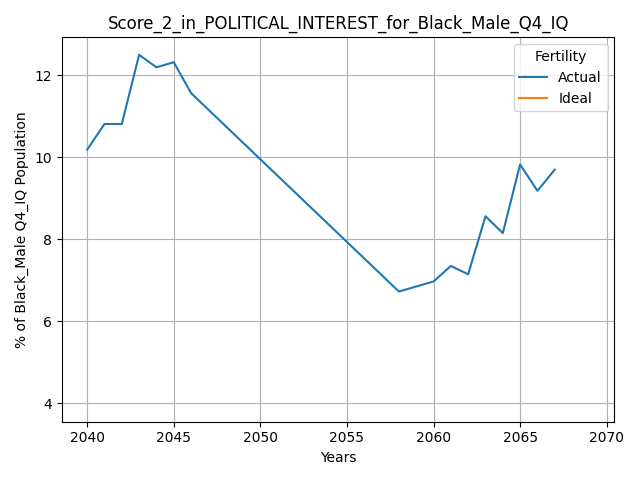 Score_2_in_POLITICAL_INTEREST_for_Black_Male_Q4_IQ
Fertility
Actual
Ideal
% of Black_Male Q4_IQ Population
12
10
8
6
4
2040 2045 2050 2055 2060 2065 2070
Years